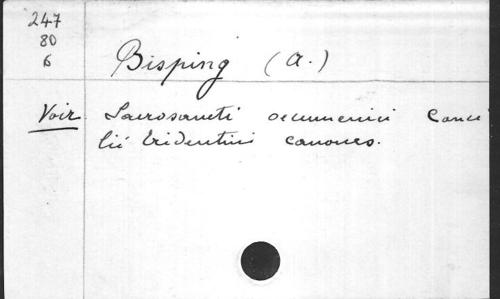 247
80
6
Bisping (A.)
Voir Sacrosancti oecumenici Conci
lii tridentini canones.